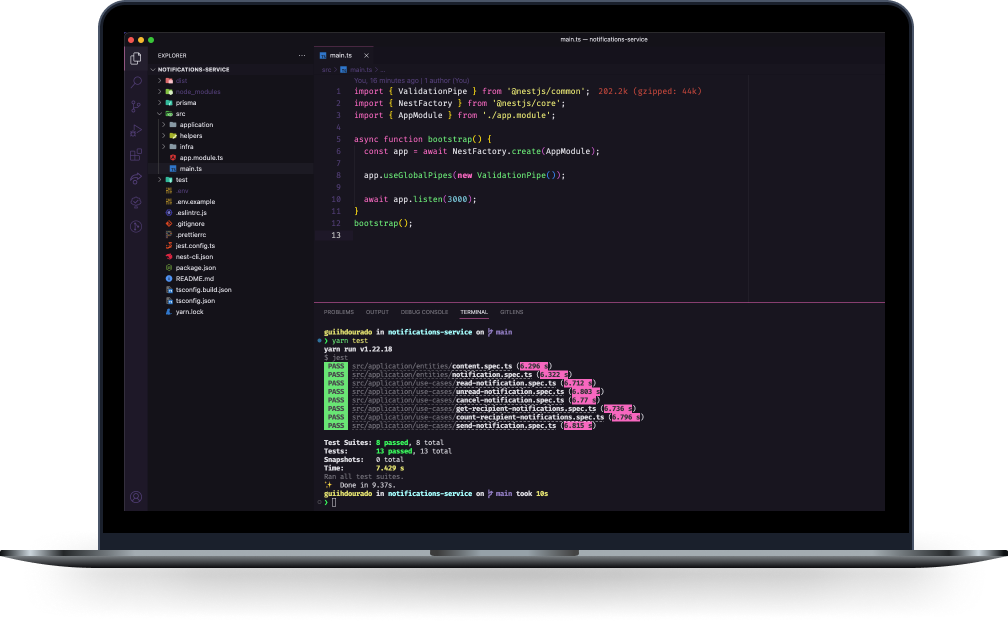 main.ts — notifications-service
EXPLORER
NOTIFICATIONS-SERVICE
dist
node_modules
prisma
src
application
helpers
infra
app.module.ts
main.ts
test
.env
.env.example
.eslintrc.js
.gitignore
.prettierrc
jest.config.ts
nest-cli.json
package.json
README.md
tsconfig.build.json
tsconfig.json
yarn.lock
main.ts
src > main.ts > ...
You, 16 minutes ago | 1 author (You)
1 import { ValidationPipe } from '@nestjs/common'; 202.2k (gzipped: 44k)
2 import { NestFactory } from '@nestjs/core';
3 import { AppModule } from './app.module';
4
5 async function bootstrap() {
6 const app = await NestFactory.create(AppModule);
7
8 app.useGlobalPipes(new ValidationPipe());
9
10 await app.listen(3000);
11 }
12 bootstrap();
13
PROBLEMS OUTPUT DEBUG CONSOLE TERMINAL GITLENS
guiihdourado in notifications-service on main
❯ yarn test
yarn run v1.22.18
$ jest
PASS src/application/entities/content.spec.ts (6.296 s)
PASS src/application/entities/notification.spec.ts (6.322 s)
PASS src/application/use-cases/read-notification.spec.ts (6.712 s)
PASS src/application/use-cases/unread-notification.spec.ts (6.803 s)
PASS src/application/use-cases/cancel-notification.spec.ts (6.77 s)
PASS src/application/use-cases/get-recipient-notifications.spec.ts (6.736 s)
PASS src/application/use-cases/count-recipient-notifications.spec.ts (6.796 s)
PASS src/application/use-cases/send-notification.spec.ts (6.815 s)
Test Suites: 8 passed, 8 total
Tests: 13 passed, 13 total
Snapshots: 0 total
Time: 7.429 s
Ran all test suites.
✨ Done in 9.37s.
guiihdourado in notifications-service on main took 10s
❯